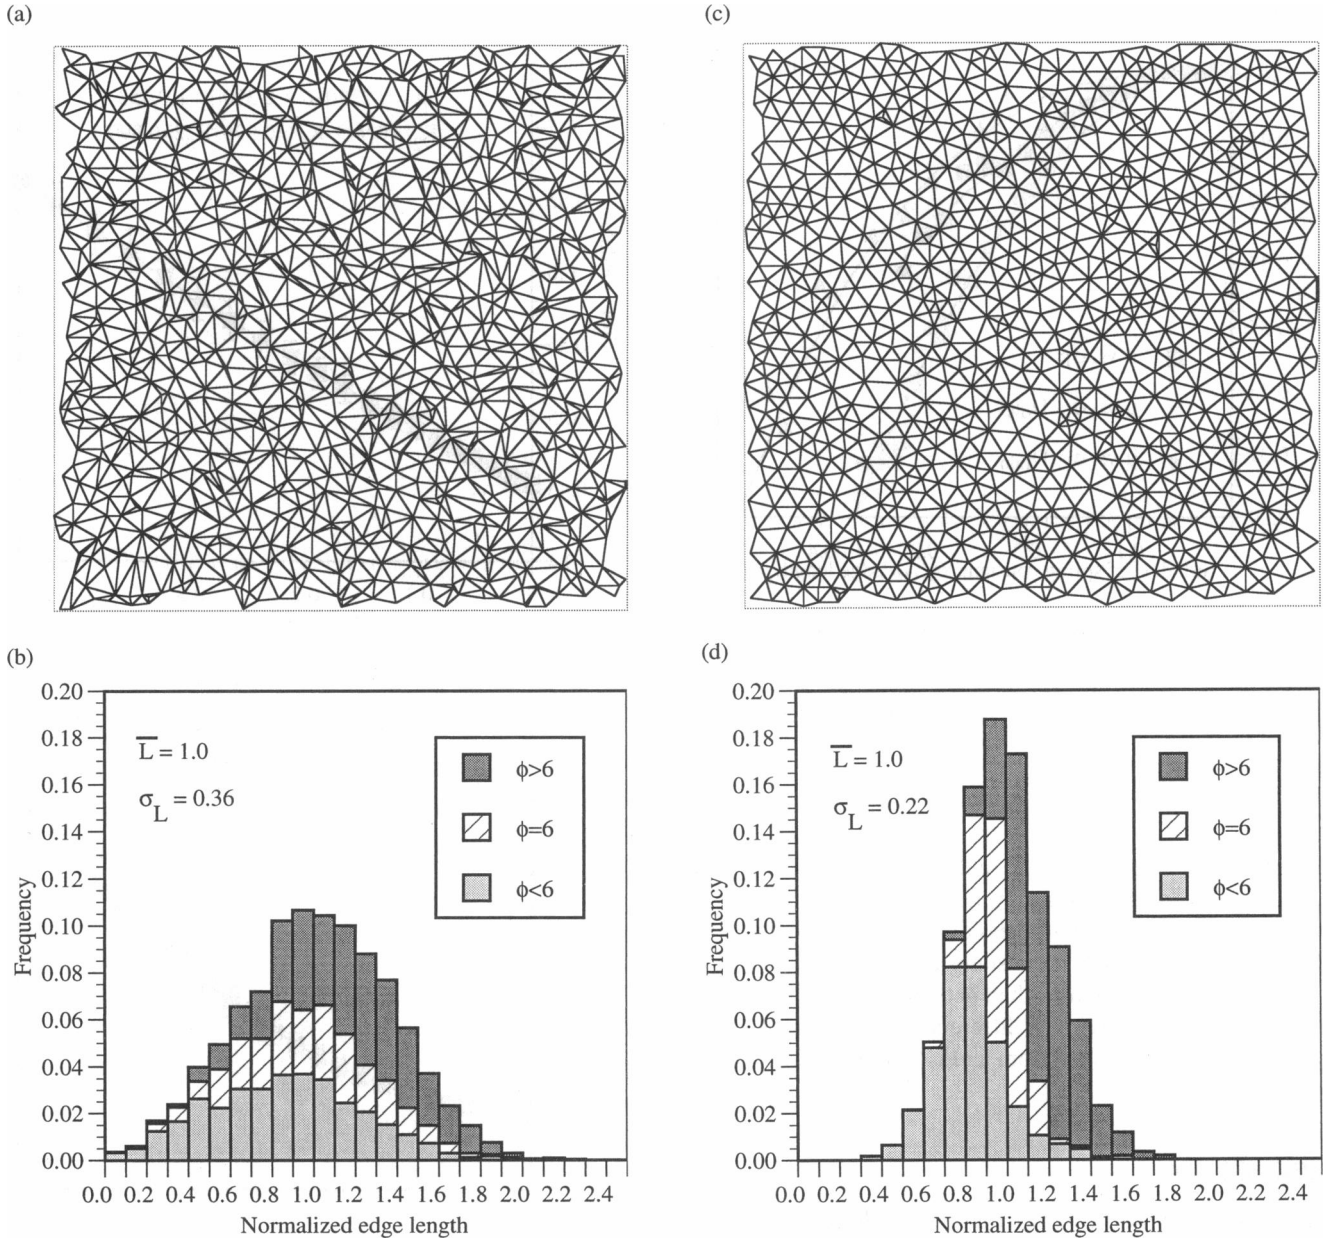 (a)
(c)
(b)
0.20
0.18
0.16
0.14
0.12
0.10
0.08
0.06
0.04
0.02
0.00
Frequency
L̅ = 1.0
σ_L = 0.36
ϕ>6
ϕ=6
ϕ<6
0.0 0.2 0.4 0.6 0.8 1.0 1.2 1.4 1.6 1.8 2.0 2.2 2.4
Normalized edge length
(d)
0.20
0.18
0.16
0.14
0.12
0.10
0.08
0.06
0.04
0.02
0.00
Frequency
L̅ = 1.0
σ_L = 0.22
ϕ>6
ϕ=6
ϕ<6
0.0 0.2 0.4 0.6 0.8 1.0 1.2 1.4 1.6 1.8 2.0 2.2 2.4
Normalized edge length